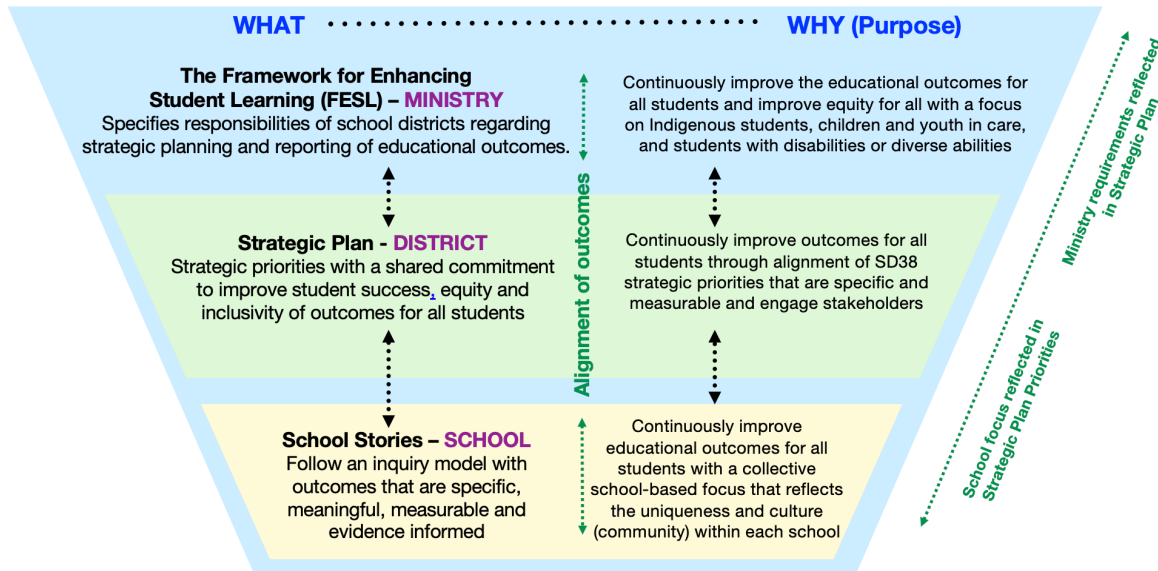 WHAT
WHY (Purpose)
The Framework for Enhancing
Student Learning (FESL) – MINISTRY
Specifies responsibilities of school districts regarding
strategic planning and reporting of educational outcomes.
Continuously improve the educational outcomes for
all students and improve equity for all with a focus
on Indigenous students, children and youth in care,
and students with disabilities or diverse abilities
Strategic Plan - DISTRICT
Strategic priorities with a shared commitment
to improve student success, equity and
inclusivity of outcomes for all students
Continuously improve outcomes for all
students through alignment of SD38
strategic priorities that are specific and
measurable and engage stakeholders
School Stories – SCHOOL
Follow an inquiry model with
outcomes that are specific,
meaningful, measurable and
evidence informed
Continuously improve
educational outcomes for all
students with a collective
school-based focus that reflects
the uniqueness and culture
(community) within each school
Alignment of outcomes
Ministry requirements reflected
in Strategic Plan
School focus reflected in
Strategic Plan Priorities